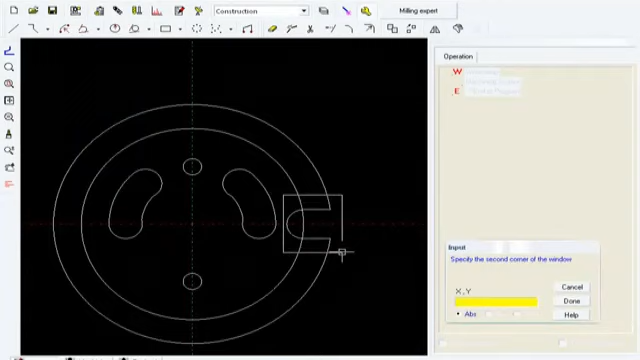 Construction
Milling expert
Operation
W
E
Input
Specify the second corner of the window
Cancel
X,Y
Done
Abs
Help